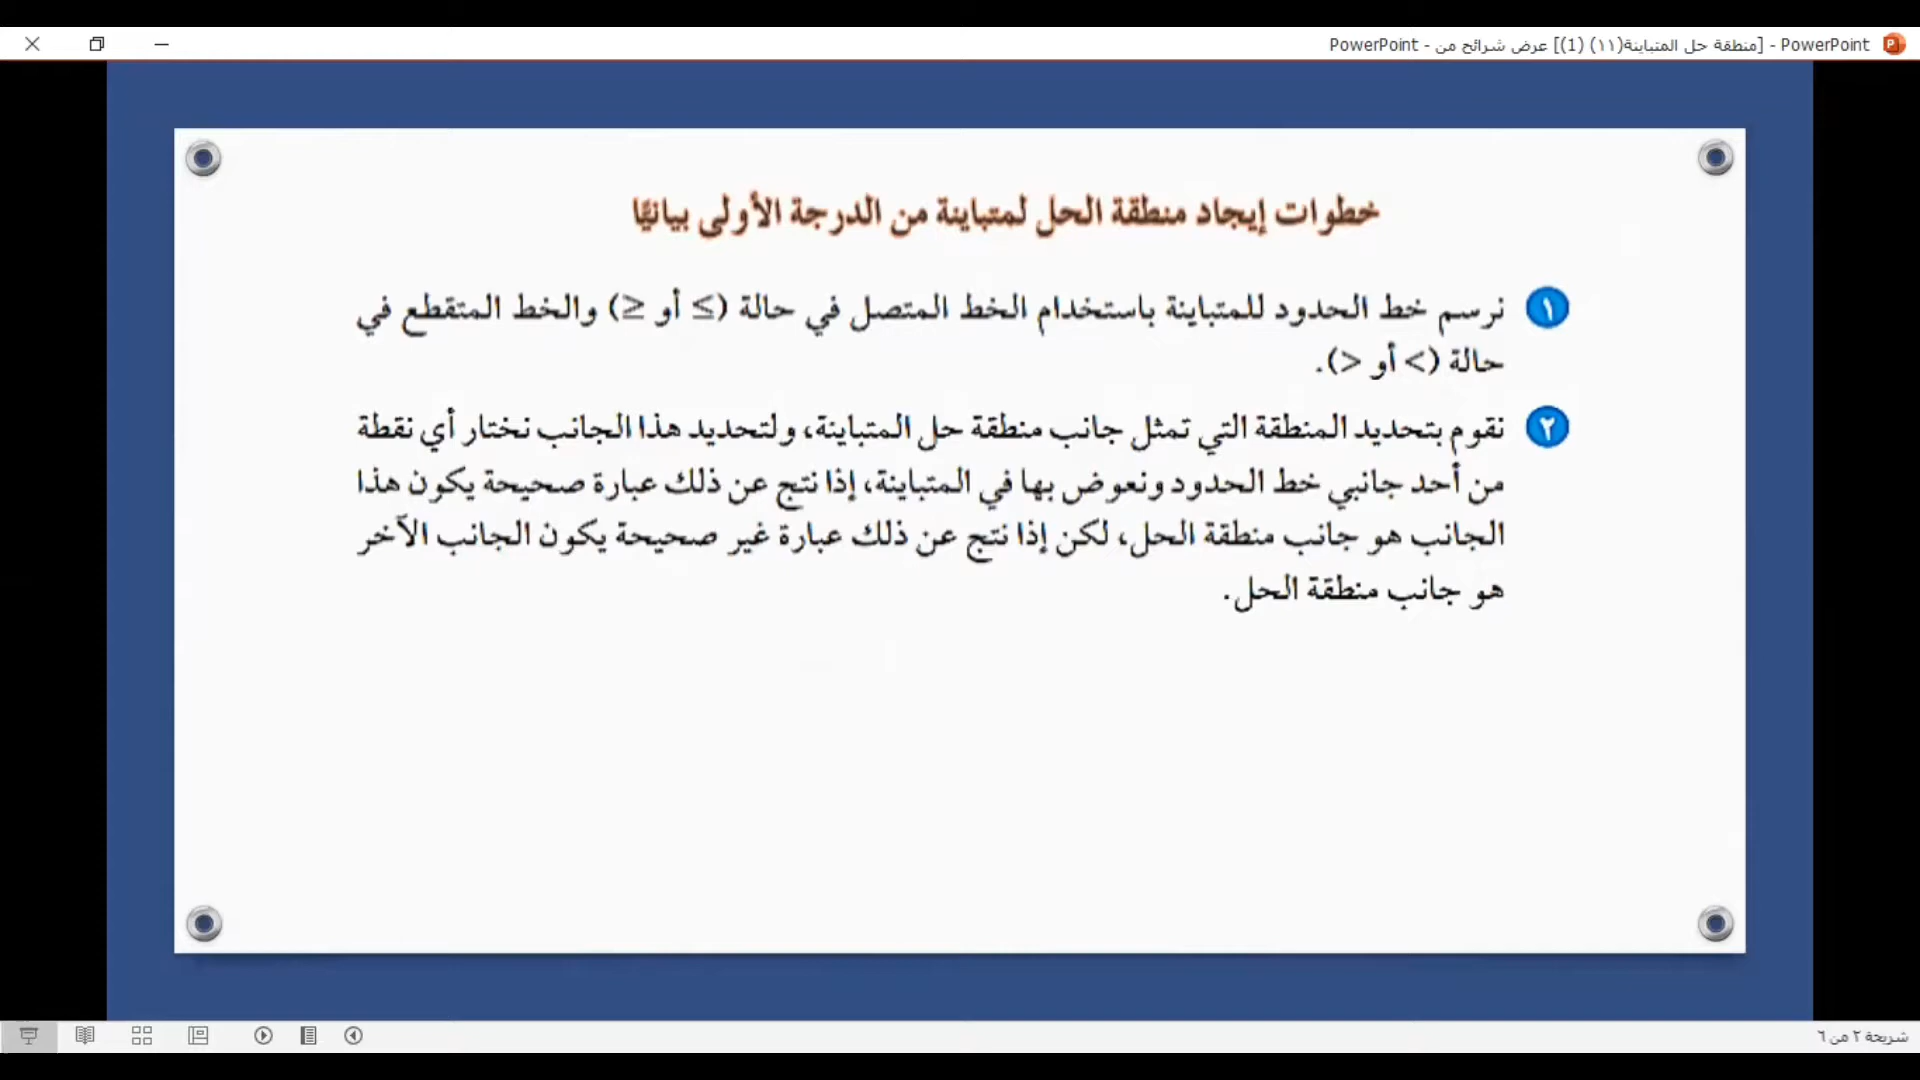 PowerPoint - [منطقة حل المتباينة(١١) (1)] عرض شرائح من - PowerPoint
خطوات إيجاد منطقة الحل لمتباينة من الدرجة الأولى بيانيًّا
١ نرسم خط الحدود للمتباينة باستخدام الخط المتصل في حالة (≥ أو ≤) والخط المتقطع في
حالة (> أو <).
٢ نقوم بتحديد المنطقة التي تمثل جانب منطقة حل المتباينة، ولتحديد هذا الجانب نختار أي نقطة
من أحد جانبي خط الحدود ونعوض بها في المتباينة، إذا نتج عن ذلك عبارة صحيحة يكون هذا
الجانب هو جانب منطقة الحل، لكن إذا نتج عن ذلك عبارة غير صحيحة يكون الجانب الآخر
هو جانب منطقة الحل.
شريحة ٢ من ٦